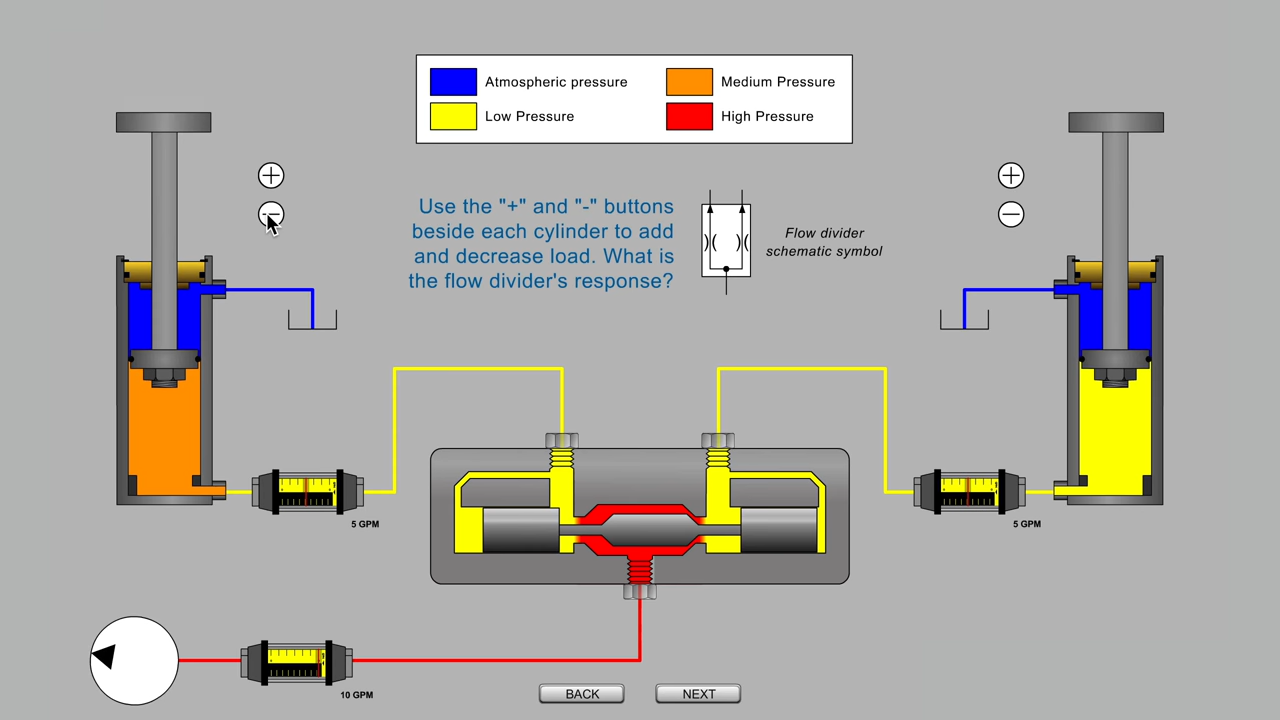 Atmospheric pressure
Medium Pressure
Low Pressure
High Pressure
Use the "+" and "-" buttons
beside each cylinder to add
and decrease load. What is
the flow divider's response?
Flow divider
schematic symbol
5 GPM
5 GPM
10 GPM
BACK
NEXT